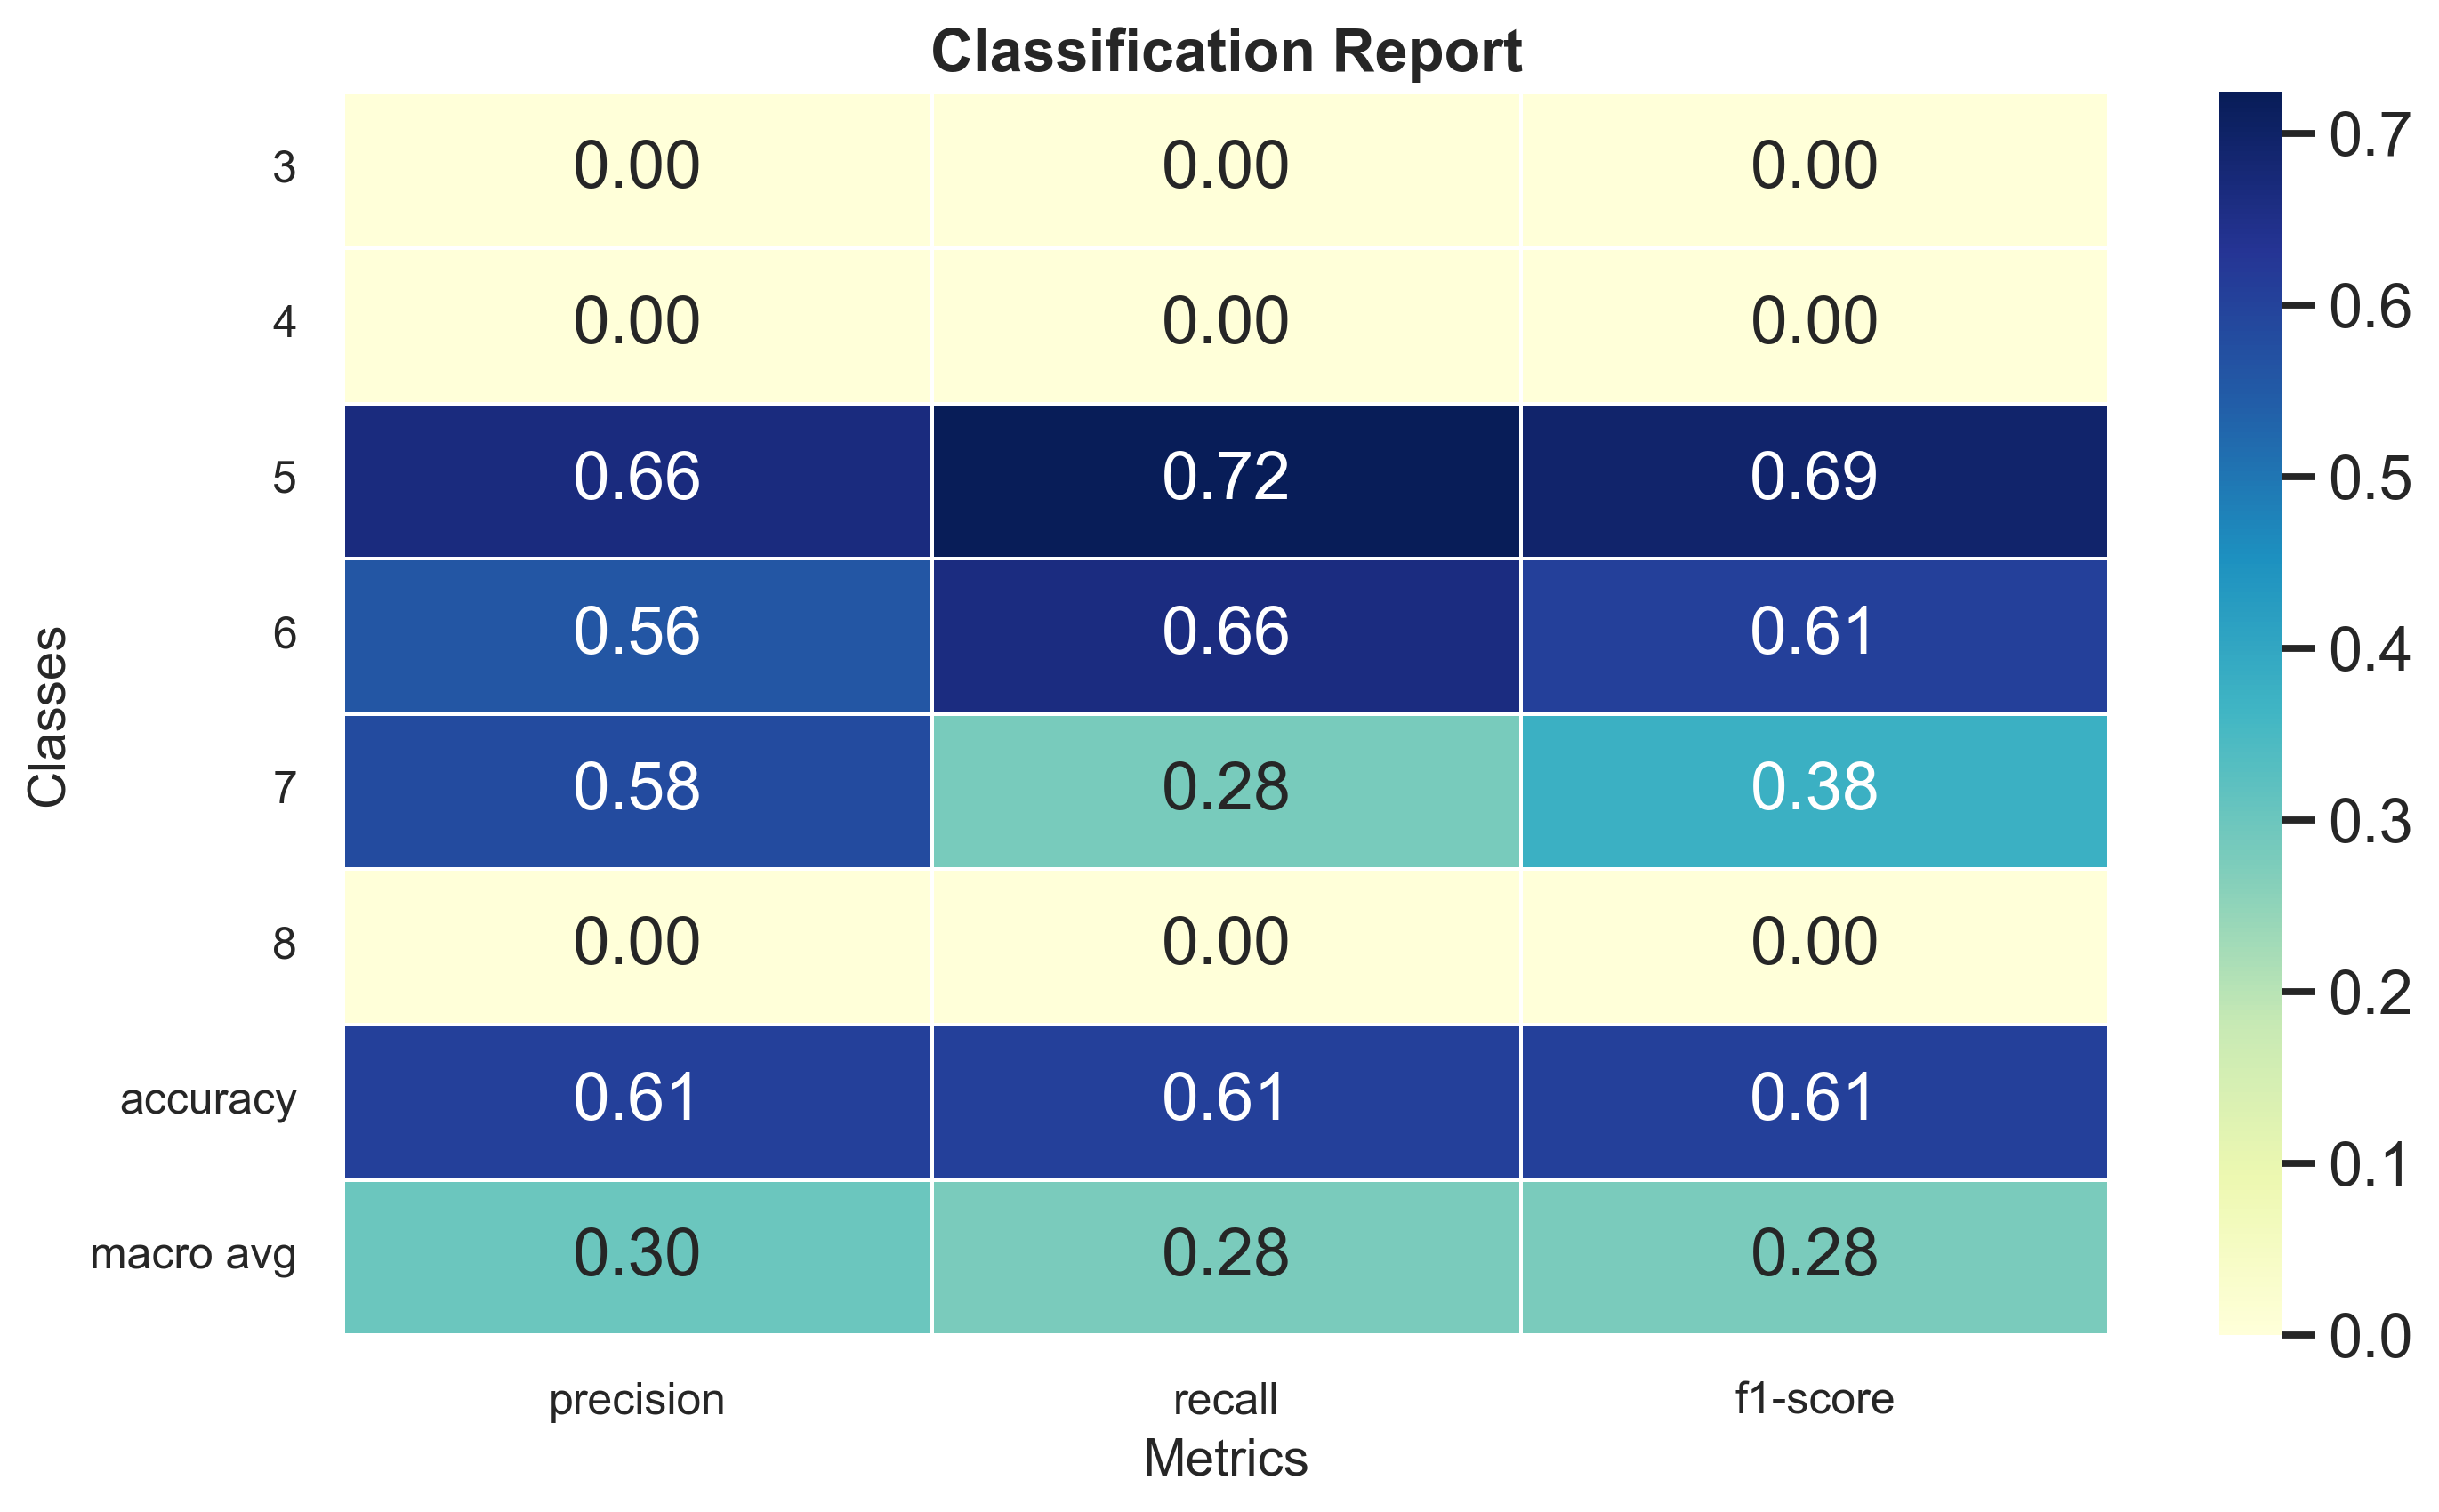 Classification Report
3 0.00 0.00 0.00
4 0.00 0.00 0.00
5 0.66 0.72 0.69
6 0.56 0.66 0.61
7 0.58 0.28 0.38
8 0.00 0.00 0.00
accuracy 0.61 0.61 0.61
macro avg 0.30 0.28 0.28
precision recall f1-score
Metrics
Classes
0.7
0.6
0.5
0.4
0.3
0.2
0.1
0.0